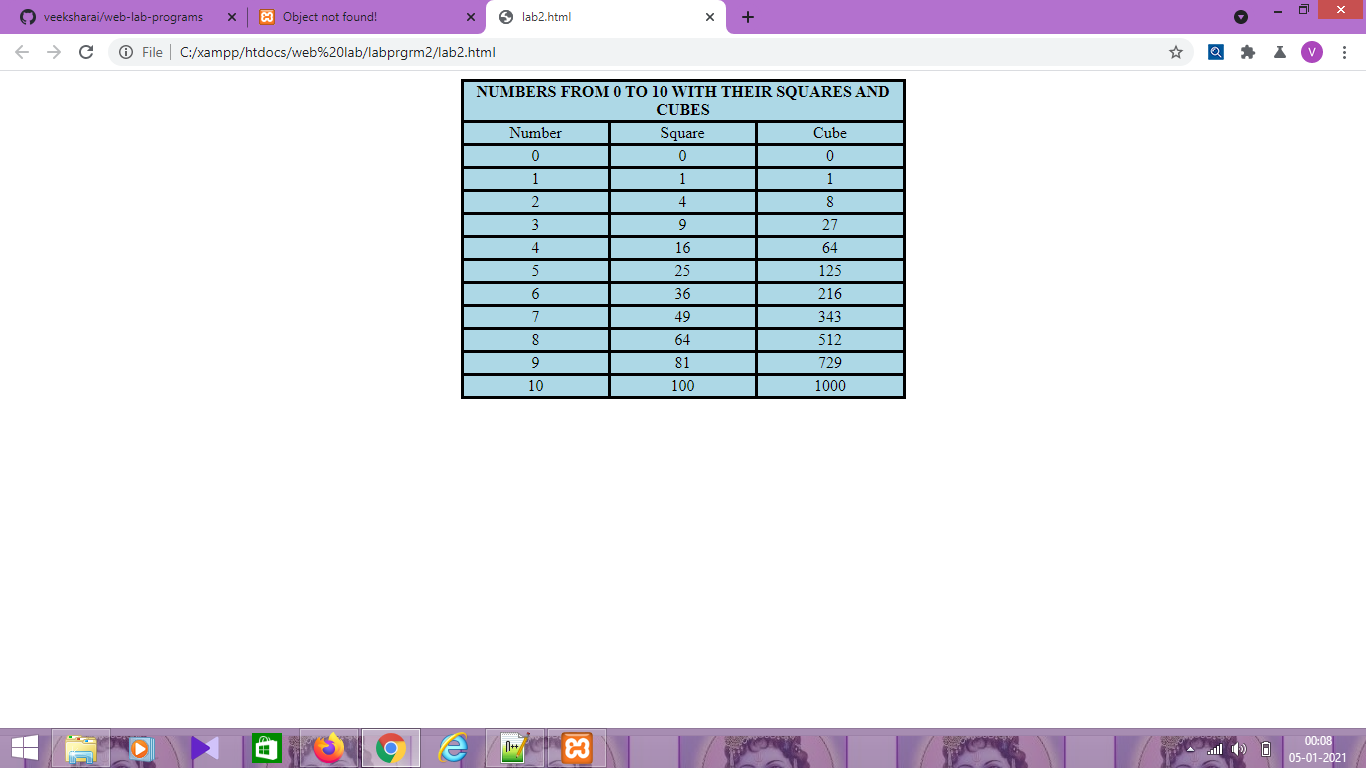 veeksharai/web-lab-programs
Object not found!
lab2.html
File
C:/xampp/htdocs/web%20lab/labprgrm2/lab2.html
V
NUMBERS FROM 0 TO 10 WITH THEIR SQUARES AND
CUBES
Number Square Cube
0 0 0
1 1 1
2 4 8
3 9 27
4 16 64
5 25 125
6 36 216
7 49 343
8 64 512
9 81 729
10 100 1000
00:08
05-01-2021